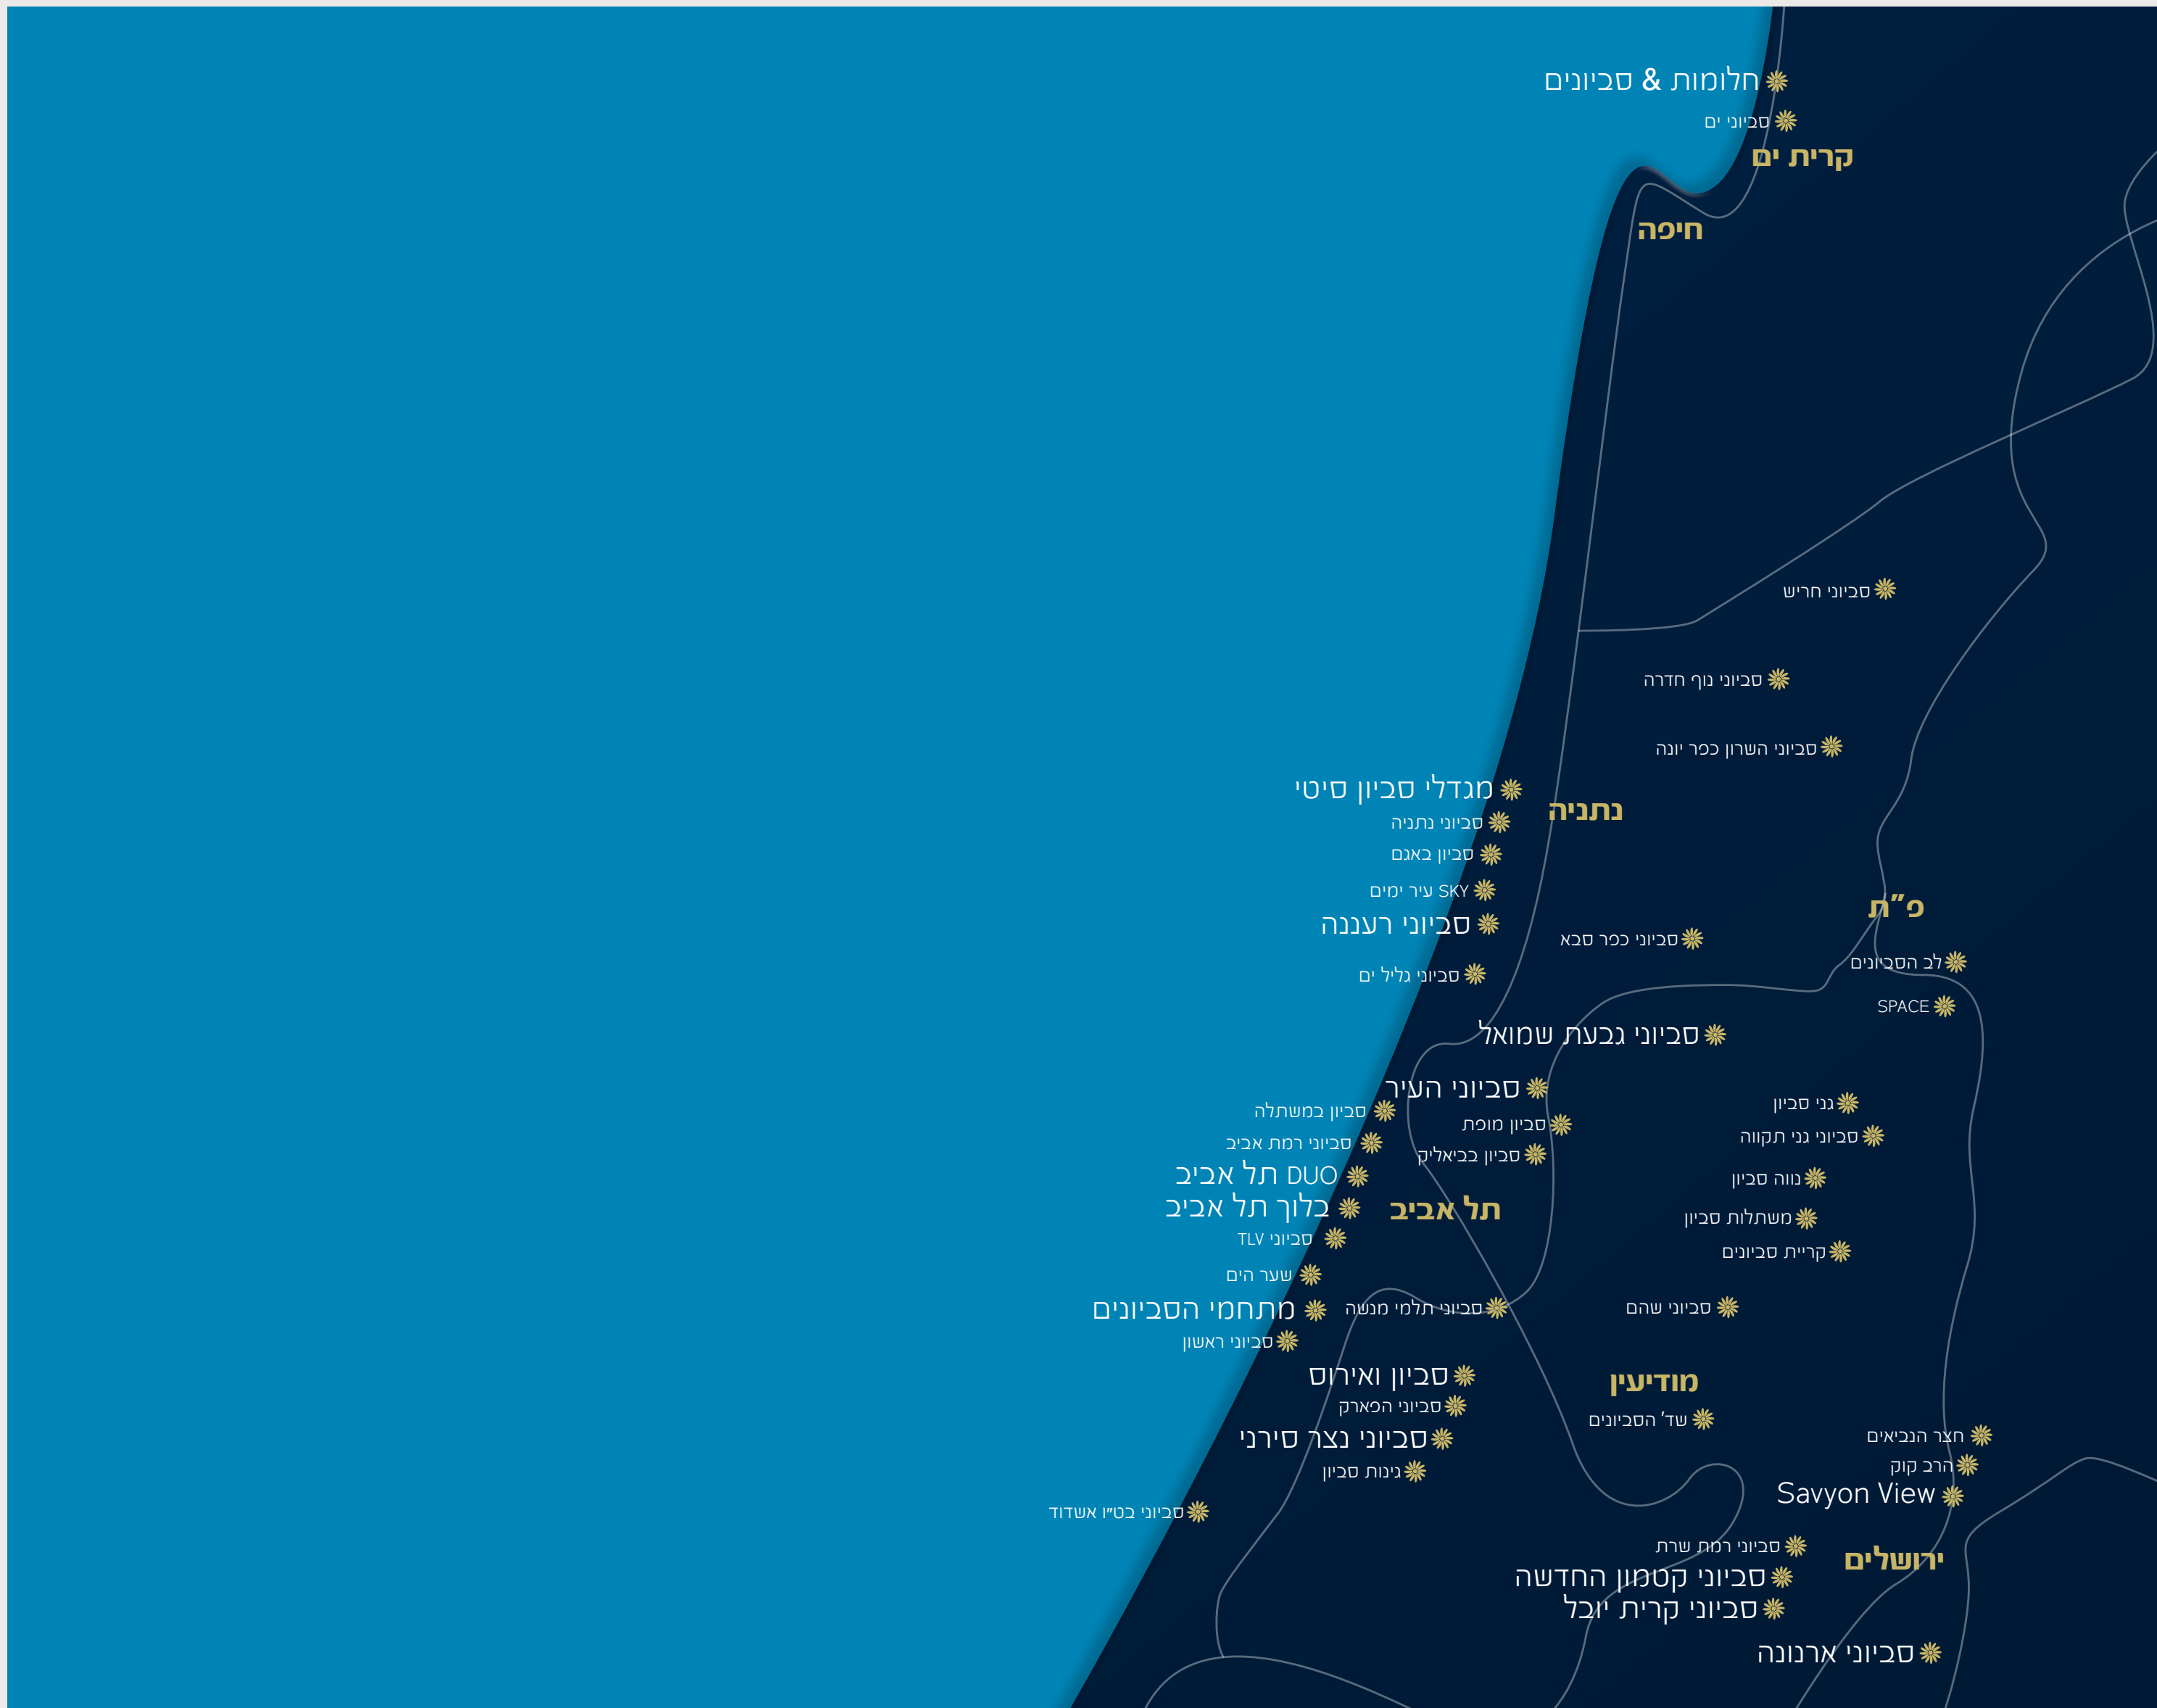 חלומות & סביונים
סביוני ים
קרית ים
חיפה
סביוני חריש
סביוני נוף חדרה
סביוני השרון כפר יונה
מגדלי סביון סיטי
נתניה
סביוני נתניה
סביון באגם
SKY עיר ימים
פ״ת
סביוני רעננה
סביוני כפר סבא
לב הסביונים
סביוני גליל ים
SPACE
סביוני גבעת שמואל
סביוני העיר
גני סביון
סביון במשתלה
סביון מופת
סביוני גני תקווה
סביוני רמת אביב
סביון בביאליק
DUO תל אביב
נווה סביון
בלוך תל אביב
תל אביב
משתלות סביון
סביוני TLV
קריית סביונים
שער הים
מתחמי הסביונים
סביוני תלמי מנשה
סביוני שהם
סביוני ראשון
סביון ואירוס
מודיעין
סביוני הפארק
שד' הסביונים
סביוני נצר סירני
חצר הנביאים
גינות סביון
הרב קוק
Savyon View
סביוני בט״ו אשדוד
סביוני רמת שרת
ירושלים
סביוני קטמון החדשה
סביוני קרית יובל
סביוני ארנונה